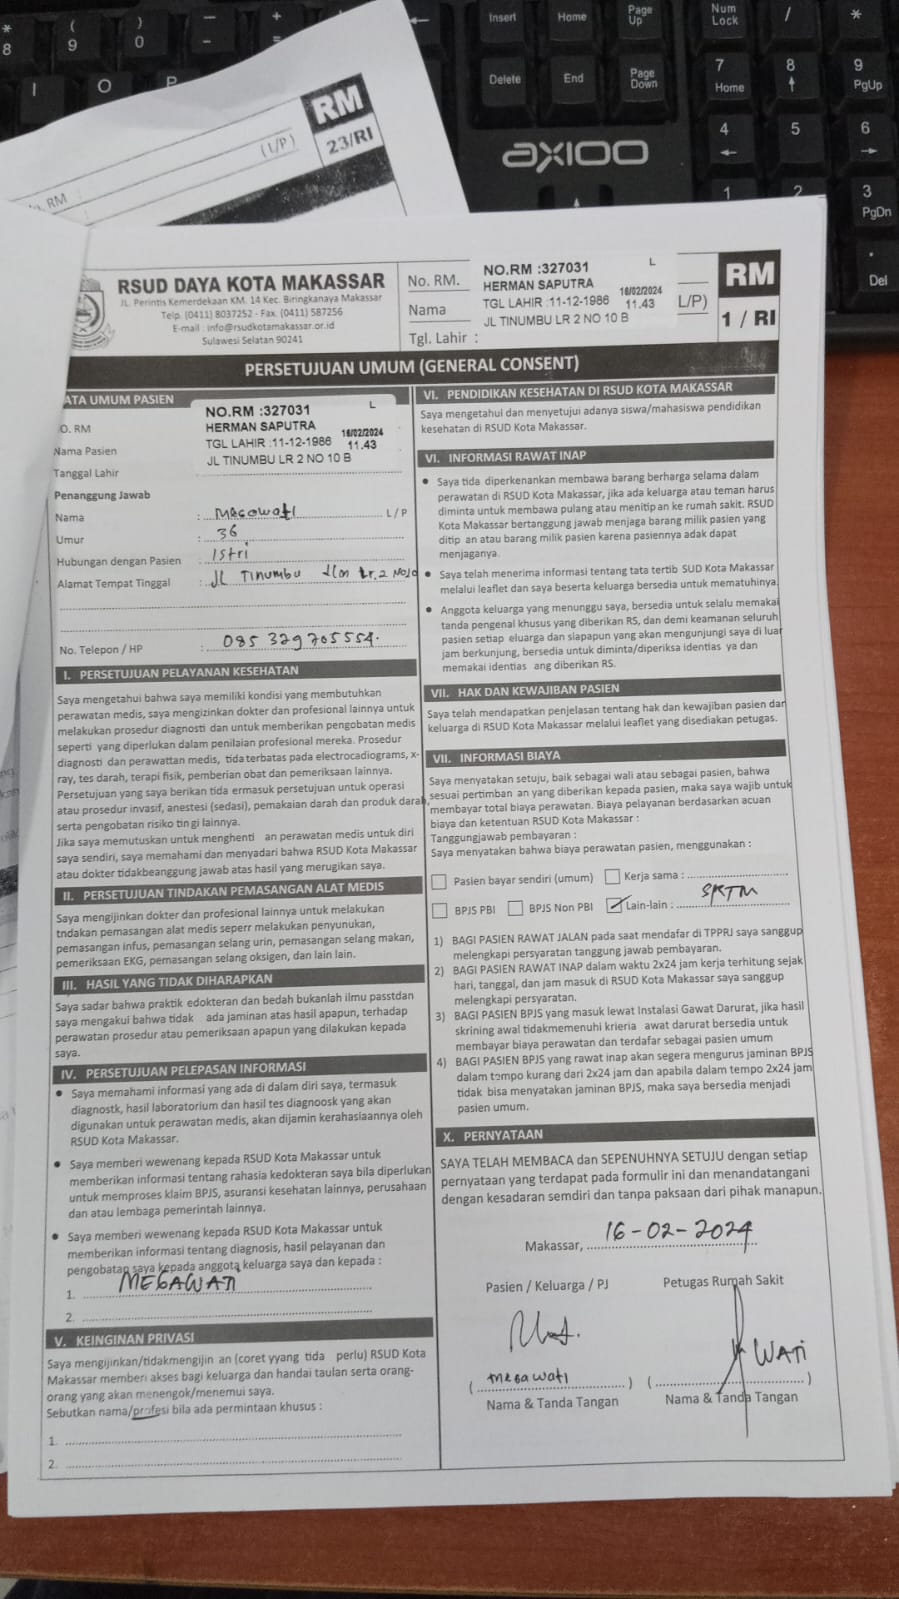 *
8
(
9
)
0
–
-
+
=
Insert
Home
Page
Up
Num
Lock
/
*
I
O
P
Delete
End
Page
Down
7
Home
8
9
PgUp
4
5
6
AXIOO
1
2
3
PgDn
.
Del
RM
23/RI
(L/P)
RM
RSUD DAYA KOTA MAKASSAR
JL. Perintis Kemerdekaan KM. 14 Kec. Biringkanaya Makassar
Telp. (0411) 8037252 - Fax. (0411) 587256
E-mail : info@rsudkotamakassar.or.id
Sulawesi Selatan 90241
No. RM.
Nama
Tgl. Lahir :
NO.RM :327031 L
HERMAN SAPUTRA 16/02/2024
TGL LAHIR :11-12-1986 11.43
JL TINUMBU LR 2 NO 10 B
L/P)
RM
1 / RI
PERSETUJUAN UMUM (GENERAL CONSENT)
ATA UMUM PASIEN
O. RM
Nama Pasien
Tanggal Lahir
NO.RM :327031 L
HERMAN SAPUTRA 16/02/2024
TGL LAHIR :11-12-1986 11.43
JL TINUMBU LR 2 NO 10 B
Penanggung Jawab
Nama : Megawati L / P
Umur : 36
Hubungan dengan Pasien : Istri
Alamat Tempat Tinggal : JL Tinumbu Lr.2 No10
No. Telepon / HP : 085 329705554.
I. PERSETUJUAN PELAYANAN KESEHATAN
Saya mengetahui bahwa saya memiliki kondisi yang membutuhkan
perawatan medis, saya mengizinkan dokter dan profesional lainnya untuk
melakukan prosedur diagnosti dan untuk memberikan pengobatan medis
seperti yang diperlukan dalam penilaian profesional mereka. Prosedur
diagnosti dan perawattan medis, tida terbatas pada electrocadiograms, x-
ray, tes darah, terapi fisik, pemberian obat dan pemeriksaan lainnya.
Persetujuan yang saya berikan tida ermasuk persetujuan untuk operasi
atau prosedur invasif, anestesi (sedasi), pemakaian darah dan produk darah,
serta pengobatan risiko tin gi lainnya.
Jika saya memutuskan untuk menghenti an perawatan medis untuk diri
saya sendiri, saya memahami dan menyadari bahwa RSUD Kota Makassar
atau dokter tidakbeanggung jawab atas hasil yang merugikan saya.
II. PERSETUJUAN TINDAKAN PEMASANGAN ALAT MEDIS
Saya mengijinkan dokter dan profesional lainnya untuk melakukan
tndakan pemasangan alat medis seperr melakukan penyunukan,
pemasangan infus, pemasangan selang urin, pemasangan selang makan,
pemeriksaan EKG, pemasangan selang oksigen, dan lain lain.
III. HASIL YANG TIDAK DIHARAPKAN
Saya sadar bahwa praktik edokteran dan bedah bukanlah ilmu passtdan
saya mengakui bahwa tidak ada jaminan atas hasil apapun, terhadap
perawatan prosedur atau pemeriksaan apapun yang dilakukan kepada
saya.
IV. PERSETUJUAN PELEPASAN INFORMASI
• Saya memahami informasi yang ada di dalam diri saya, termasuk
diagnostk, hasil laboratorium dan hasil tes diagnoosk yang akan
digunakan untuk perawatan medis, akan dijamin kerahasiaannya oleh
RSUD Kota Makassar.
• Saya memberi wewenang kepada RSUD Kota Makassar untuk
memberikan informasi tentang rahasia kedokteran saya bila diperlukan
untuk memproses klaim BPJS, asuransi kesehatan lainnya, perusahaan
dan atau lembaga pemerintah lainnya.
• Saya memberi wewenang kepada RSUD Kota Makassar untuk
memberikan informasi tentang diagnosis, hasil pelayanan dan
pengobatan saya kepada anggota keluarga saya dan kepada :
1. MEGAWATI
2.
V. KEINGINAN PRIVASI
Saya mengijinkan/tidakmengijin an (coret yyang tida perlu) RSUD Kota
Makassar memberi akses bagi keluarga dan handai taulan serta orang-
orang yang akan menengok/menemui saya.
Sebutkan nama/profesi bila ada permintaan khusus :
1.
2.
VI. PENDIDIKAN KESEHATAN DI RSUD KOTA MAKASSAR
Saya mengetahui dan menyetujui adanya siswa/mahasiswa pendidikan
kesehatan di RSUD Kota Makassar.
VI. INFORMASI RAWAT INAP
• Saya tida diperkenankan membawa barang berharga selama dalam
perawatan di RSUD Kota Makassar, jika ada keluarga atau teman harus
diminta untuk membawa pulang atau menitip an ke rumah sakit. RSUD
Kota Makassar bertanggung jawab menjaga barang milik pasien yang
ditip an atau barang milik pasien karena pasiennya adak dapat
menjaganya.
• Saya telah menerima informasi tentang tata tertib SUD Kota Makassar
melalui leaflet dan saya beserta keluarga bersedia untuk mematuhinya.
• Anggota keluarga yang menunggu saya, bersedia untuk selalu memakai
tanda pengenal khusus yang diberikan RS, dan demi keamanan seluruh
pasien setiap eluarga dan siapapun yang akan mengunjungi saya di luar
jam berkunjung, bersedia untuk diminta/diperiksa identias ya dan
memakai identias ang diberikan RS.
VII. HAK DAN KEWAJIBAN PASIEN
Saya telah mendapatkan penjelasan tentang hak dan kewajiban pasien dan
keluarga di RSUD Kota Makassar melalui leaflet yang disediakan petugas.
VII. INFORMASI BIAYA
Saya menyatakan setuju, baik sebagai wali atau sebagai pasien, bahwa
sesuai pertimban an yang diberikan kepada pasien, maka saya wajib untuk
membayar total biaya perawatan. Biaya pelayanan berdasarkan acuan
biaya dan ketentuan RSUD Kota Makassar :
Tanggungjawab pembayaran :
Saya menyatakan bahwa biaya perawatan pasien, menggunakan :
Pasien bayar sendiri (umum) Kerja sama :
BPJS PBI BPJS Non PBI Lain-lain : SKTM
1) BAGI PASIEN RAWAT JALAN pada saat mendafar di TPPRJ saya sanggup
melengkapi persyaratan tanggung jawab pembayaran.
2) BAGI PASIEN RAWAT INAP dalam waktu 2x24 jam kerja terhitung sejak
hari, tanggal, dan jam masuk di RSUD Kota Makassar saya sanggup
melengkapi persyaratan.
3) BAGI PASIEN BPJS yang masuk lewat Instalasi Gawat Darurat, jika hasil
skrining awal tidakmemenuhi krieria awat darurat bersedia untuk
membayar biaya perawatan dan terdafar sebagai pasien umum
4) BAGI PASIEN BPJS yang rawat inap akan segera mengurus jaminan BPJS
dalam tempo kurang dari 2x24 jam dan apabila dalam tempo 2x24 jam
tidak bisa menyatakan jaminan BPJS, maka saya bersedia menjadi
pasien umum.
X. PERNYATAAN
SAYA TELAH MEMBACA dan SEPENUHNYA SETUJU dengan setiap
pernyataan yang terdapat pada formulir ini dan menandatangani
dengan kesadaran semdiri dan tanpa paksaan dari pihak manapun.
Makassar, 16-02-2024
Pasien / Keluarga / PJ Petugas Rumah Sakit
WATI
( Megawati ) ( )
Nama & Tanda Tangan Nama & Tanda Tangan